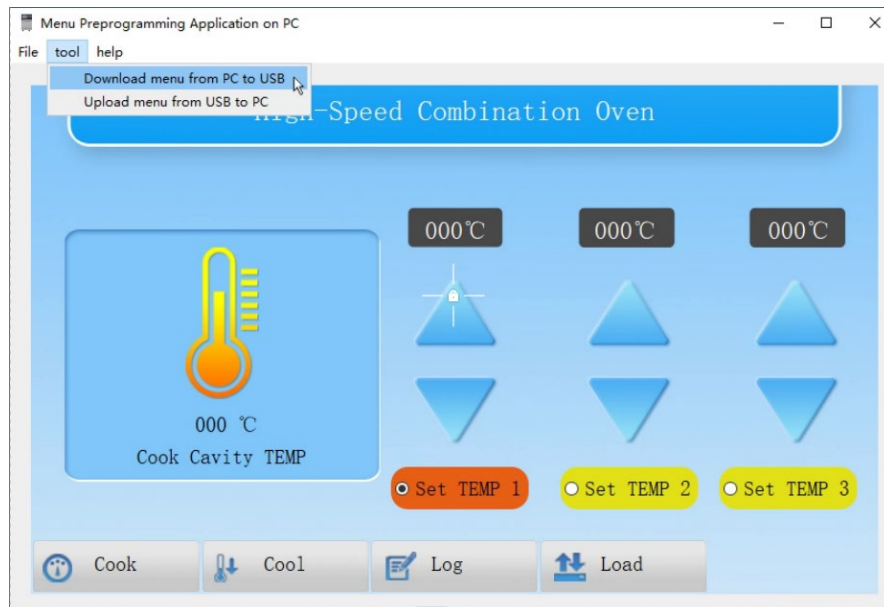 Menu Preprogramming Application on PC
File tool help
Download menu from PC to USB
Upload menu from USB to PC
High-Speed Combination Oven
000℃ 000℃ 000℃
000 ℃
Cook Cavity TEMP
Set TEMP 1 Set TEMP 2 Set TEMP 3
Cook Cool Log Load